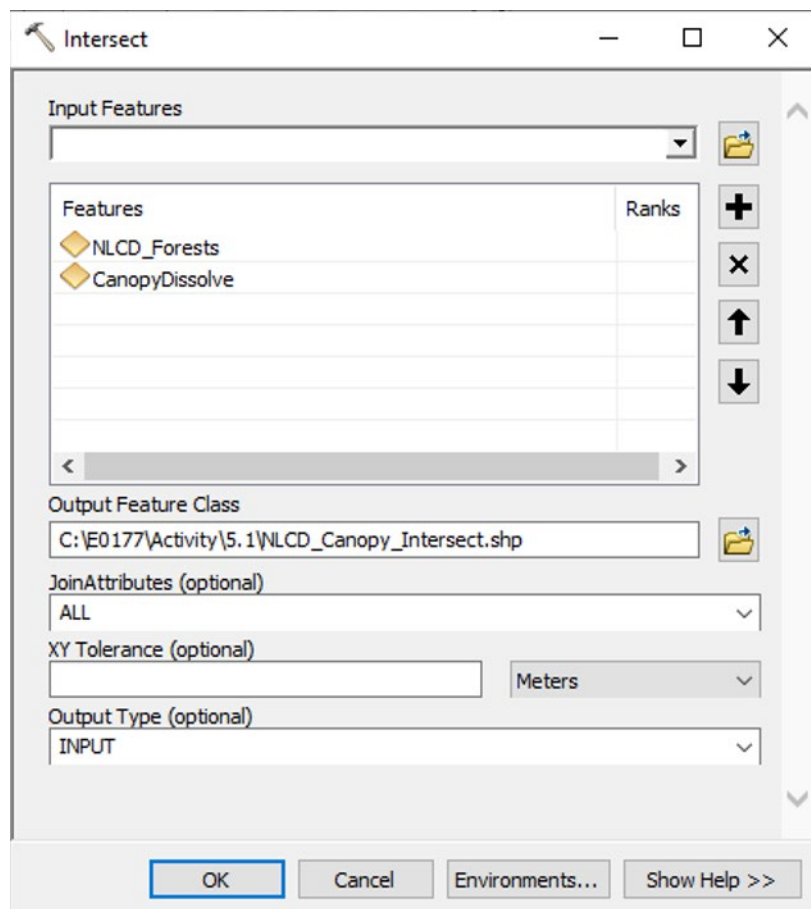 Intersect
Input Features
Features Ranks
NLCD_Forests
CanopyDissolve
Output Feature Class
C:\E0177\Activity\5.1\NLCD_Canopy_Intersect.shp
JoinAttributes (optional)
ALL
XY Tolerance (optional)
Meters
Output Type (optional)
INPUT
OK Cancel Environments... Show Help >>